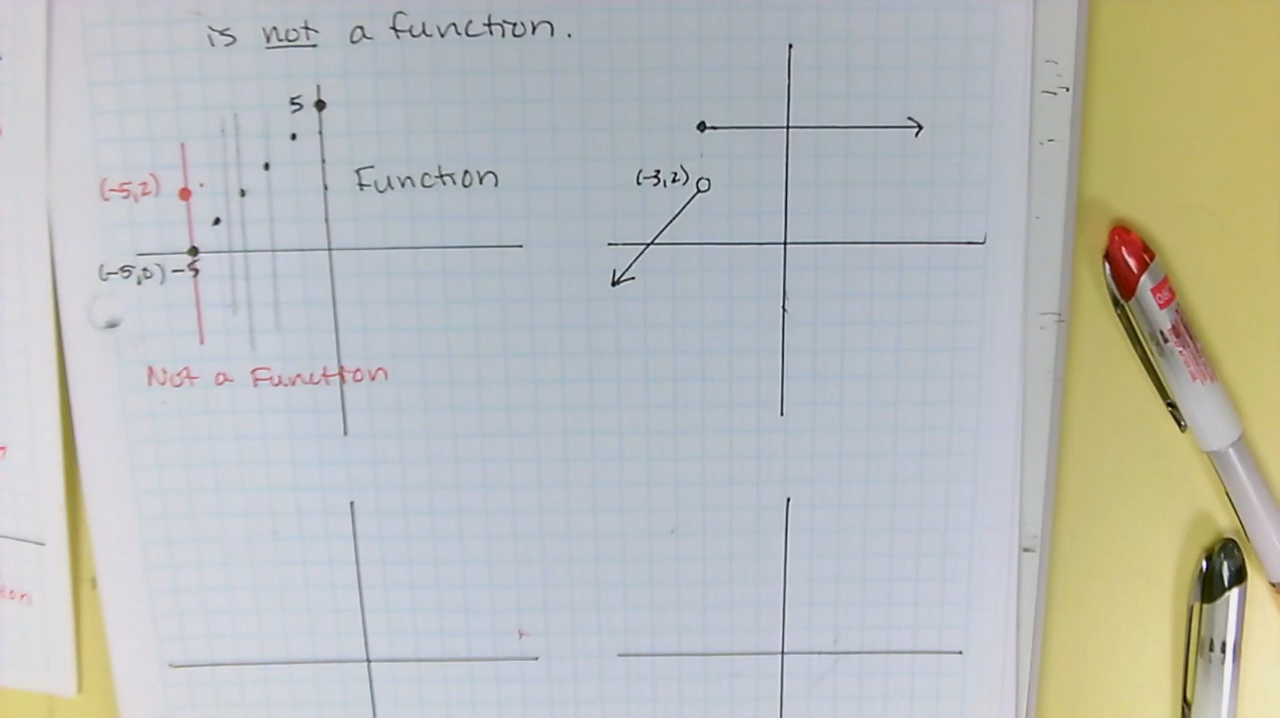 is not a function.
5
(-5,2)
Function
(-3,2)
(-5,0) -5
Not a Function